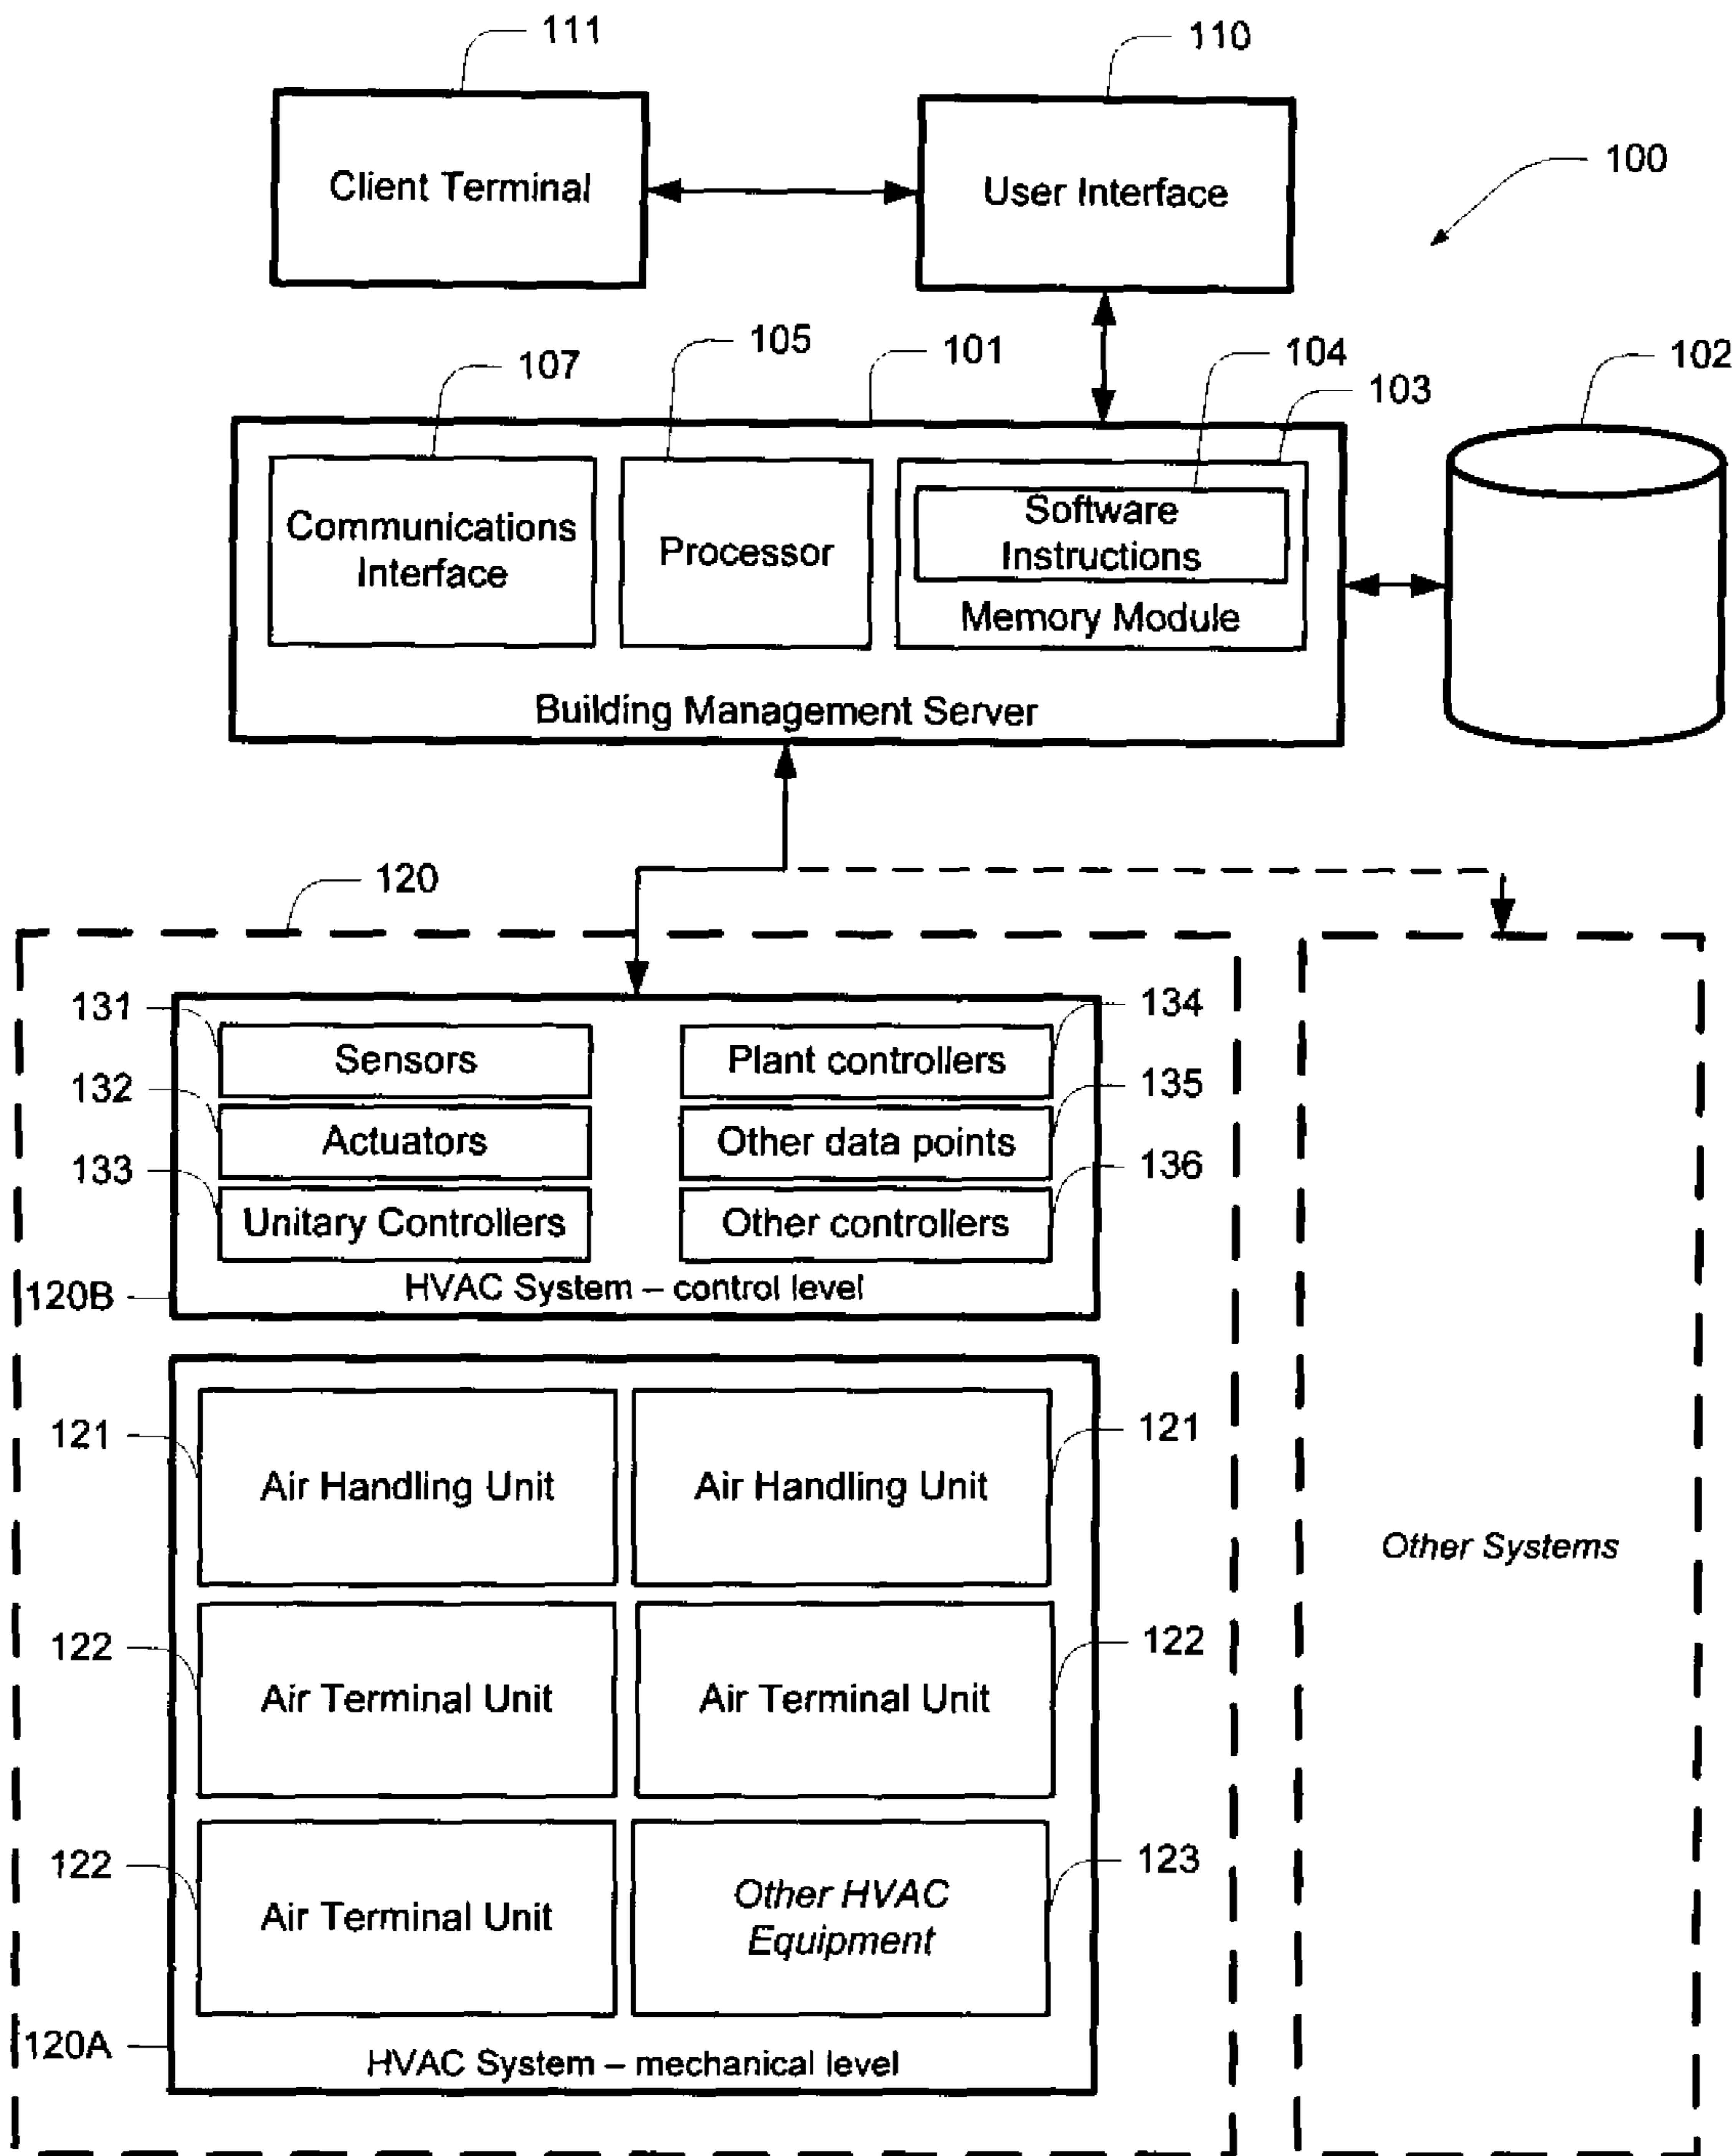 111
110
Client Terminal
User Interface
100
107
105
101
104
103
102
Communications
Interface
Processor
Software
Instructions
Memory Module
Building Management Server
120
131
Sensors
Plant controllers
134
132
Actuators
Other data points
135
133
Unitary Controllers
Other controllers
136
120B
HVAC System – control level
121
Air Handling Unit
Air Handling Unit
121
Other Systems
122
Air Terminal Unit
Air Terminal Unit
122
122
Air Terminal Unit
Other HVAC
Equipment
123
120A
HVAC System – mechanical level